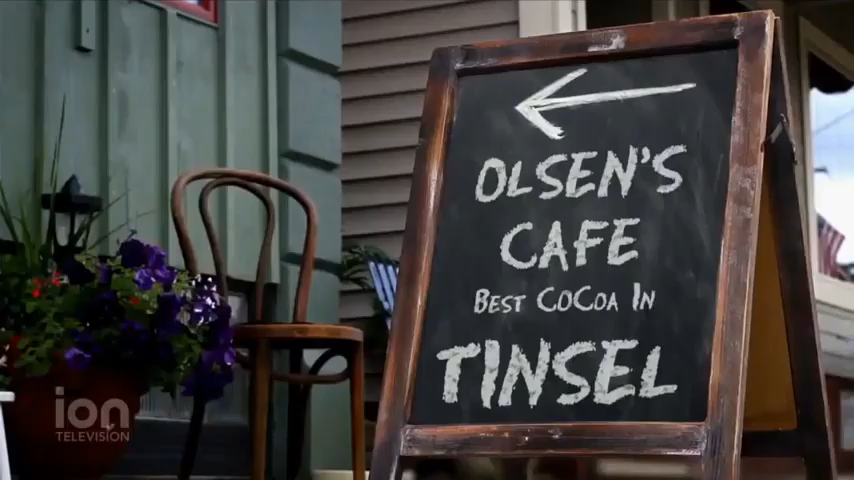 OLSEN'S
CAFE
BEST COCOA IN
TINSEL
ion
TELEVISION